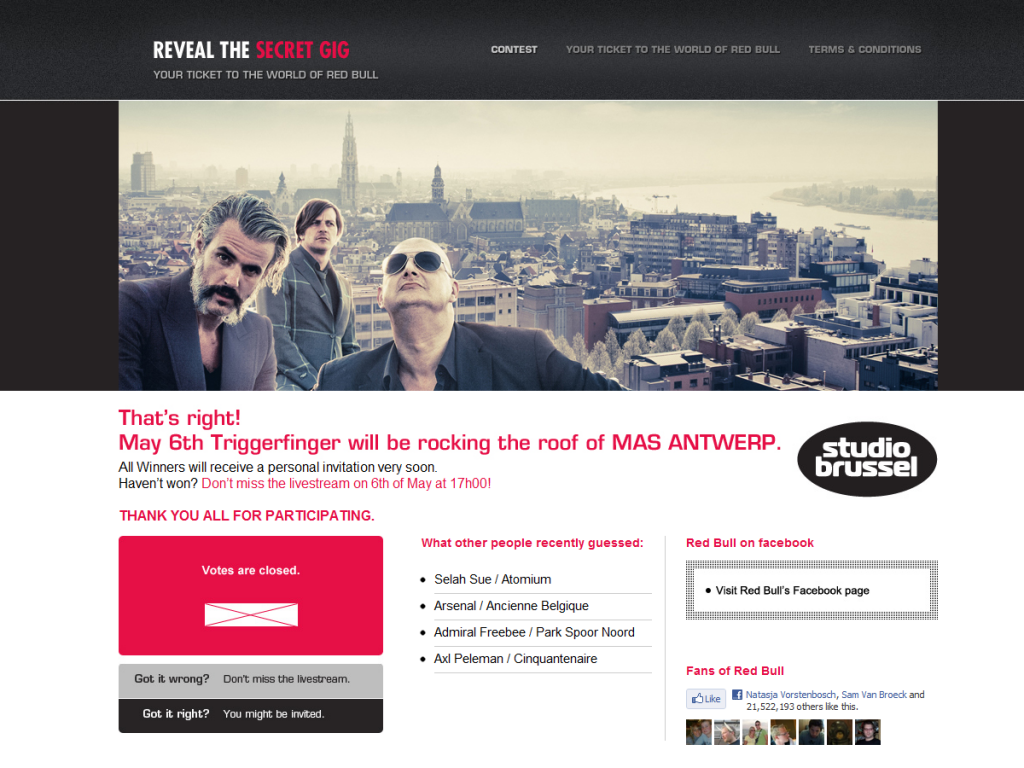 REVEAL THE SECRET GIG
YOUR TICKET TO THE WORLD OF RED BULL
CONTEST
YOUR TICKET TO THE WORLD OF RED BULL
TERMS & CONDITIONS
That's right!
May 6th Triggerfinger will be rocking the roof of MAS ANTWERP.
All Winners will receive a personal invitation very soon.
Haven't won? Don't miss the livestream on 6th of May at 17h00!
studio
brussel
THANK YOU ALL FOR PARTICIPATING.
Votes are closed.
Got it wrong? Don't miss the livestream.
Got it right? You might be invited.
What other people recently guessed:
Selah Sue / Atomium
Arsenal / Ancienne Belgique
Admiral Freebee / Park Spoor Noord
Axl Peleman / Cinquantenaire
Red Bull on facebook
Visit Red Bull's Facebook page
Fans of Red Bull
Like
Natasja Vorstenbosch, Sam Van Broeck and
21,522,193 others like this.